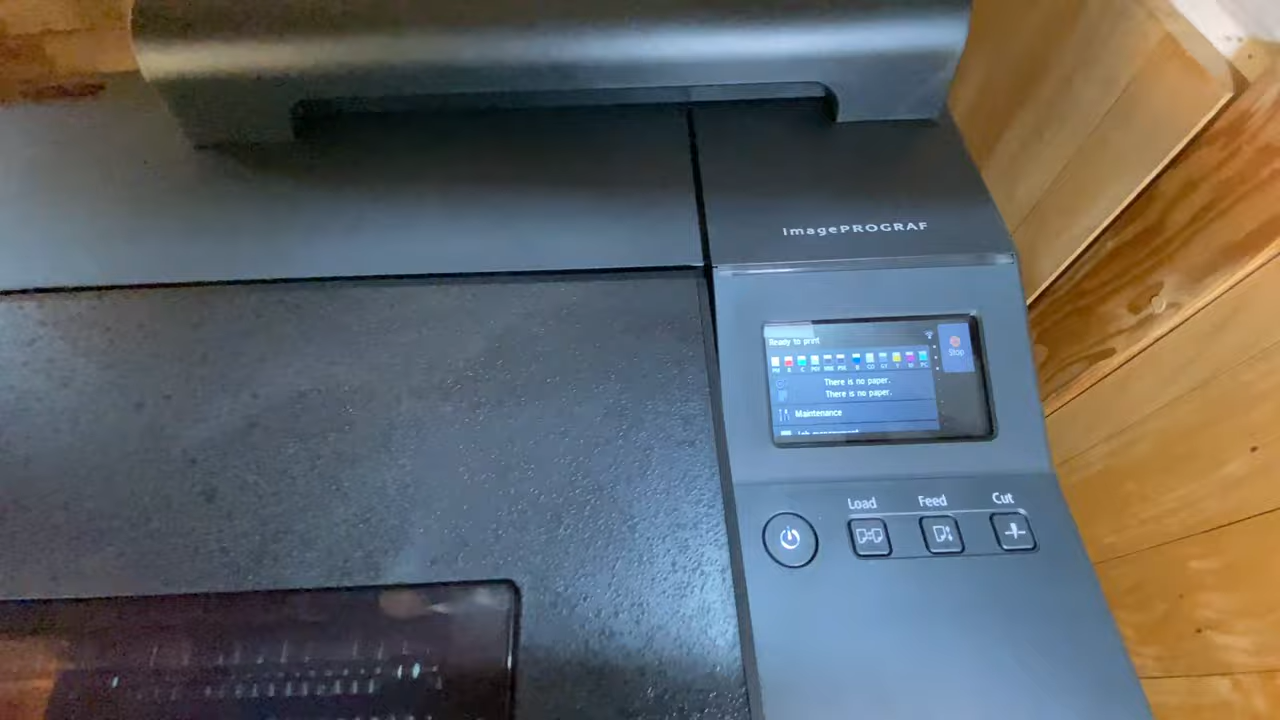 imagePROGRAF
Ready to print
Stop
There is no paper.
There is no paper.
Maintenance
Load Feed Cut